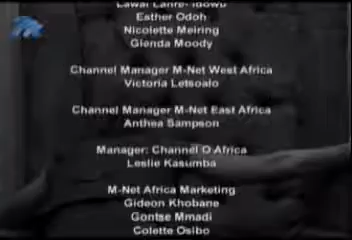 Esther Odoh
Nicolette Meiring
Glenda Moody
Channel Manager M-Net West Africa
Victoria Letsoalo
Channel Manager M-Net East Africa
Anthea Sampson
Manager: Channel O Africa
Leslie Kasumba
M-Net Africa Marketing
Gideon Khobane
Gontse Mmadi
Colette Osibo